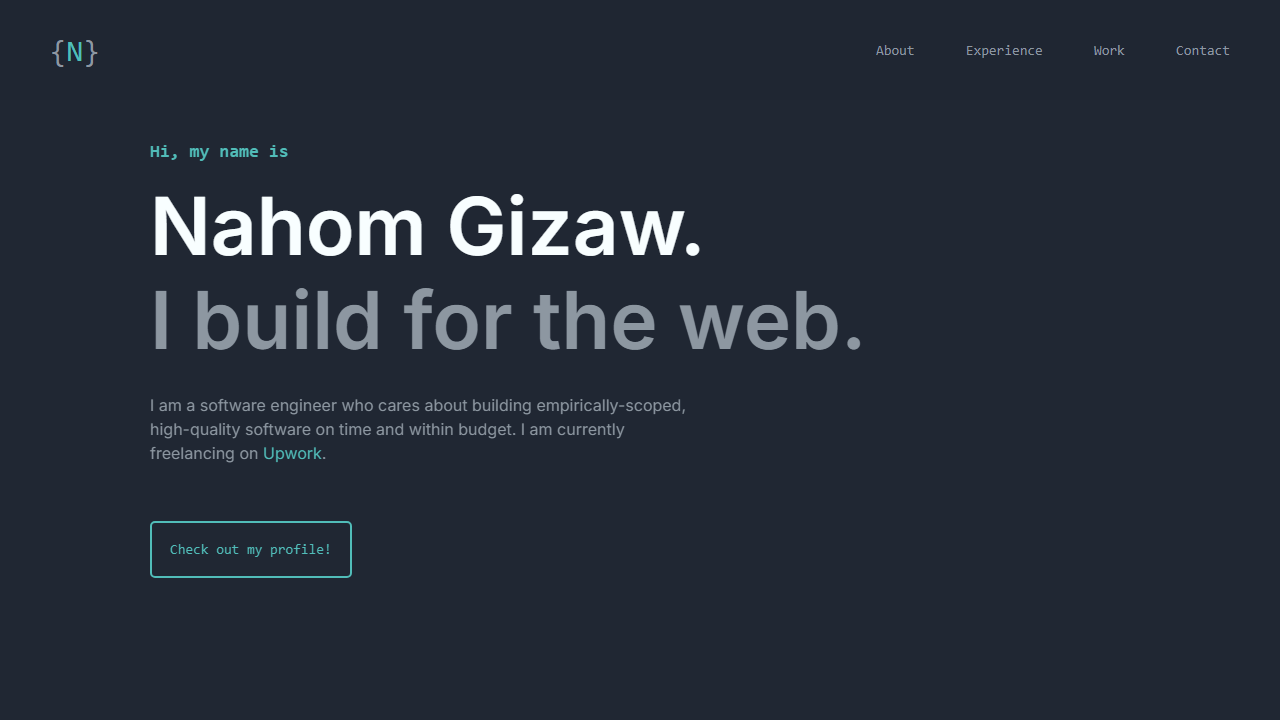 {N}
About
Experience
Work
Contact
Hi, my name is
Nahom Gizaw.
I build for the web.
I am a software engineer who cares about building empirically-scoped,
high-quality software on time and within budget. I am currently
freelancing on Upwork.
Check out my profile!